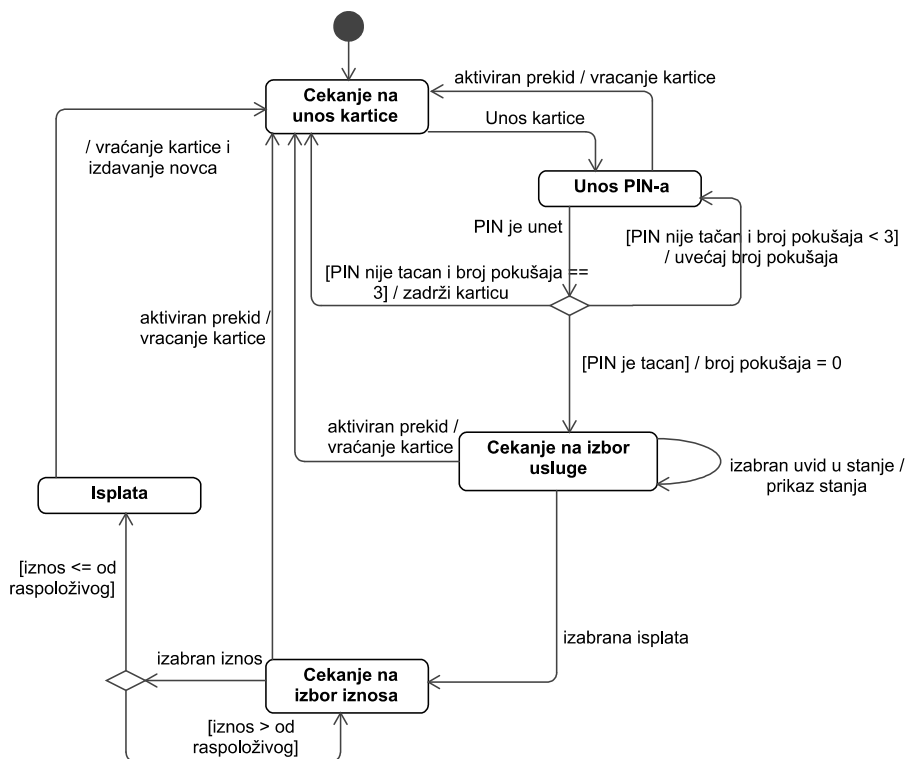 Cekanje na
unos kartice
aktiviran prekid / vracanje kartice
Unos kartice
/ vraćanje kartice i
izdavanje novca
Unos PIN-a
PIN je unet
[PIN nije tačan i broj pokušaja < 3]
/ uvećaj broj pokušaja
[PIN nije tacan i broj pokušaja ==
3] / zadrži karticu
aktiviran prekid /
vracanje kartice
[PIN je tacan] / broj pokušaja = 0
aktiviran prekid /
vraćanje kartice
Cekanje na izbor
usluge
izabran uvid u stanje /
prikaz stanja
Isplata
[iznos <= od
raspoloživog]
izabrana isplata
izabran iznos
Cekanje na
izbor iznosa
[iznos > od
raspoloživog]